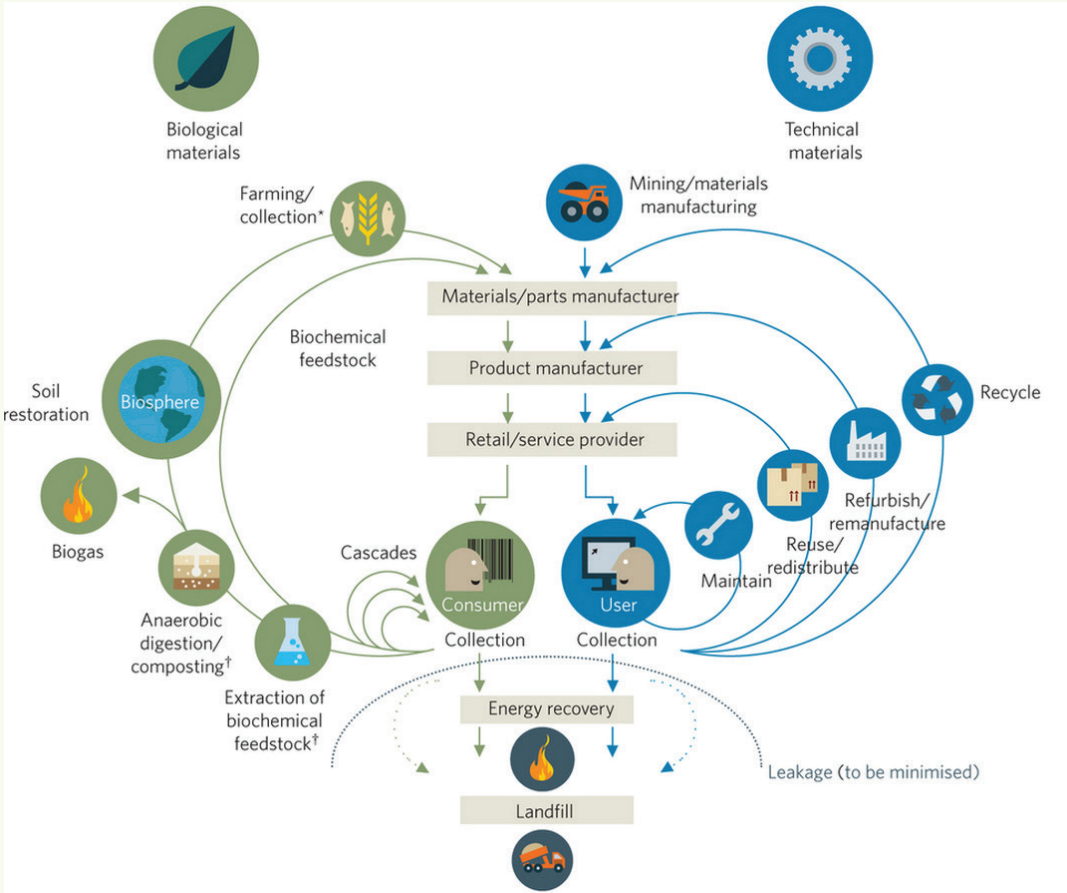 Biological
materials
Technical
materials
Farming/
collection*
Mining/materials
manufacturing
Materials/parts manufacturer
Biochemical
feedstock
Product manufacturer
Soil
restoration
Biosphere
Recycle
Retail/service provider
Refurbish/
remanufacture
Biogas
Cascades
Reuse/
redistribute
Maintain
Consumer
User
Anaerobic
digestion/
composting†
Collection
Collection
Extraction of
biochemical
feedstock†
Energy recovery
Leakage (to be minimised)
Landfill